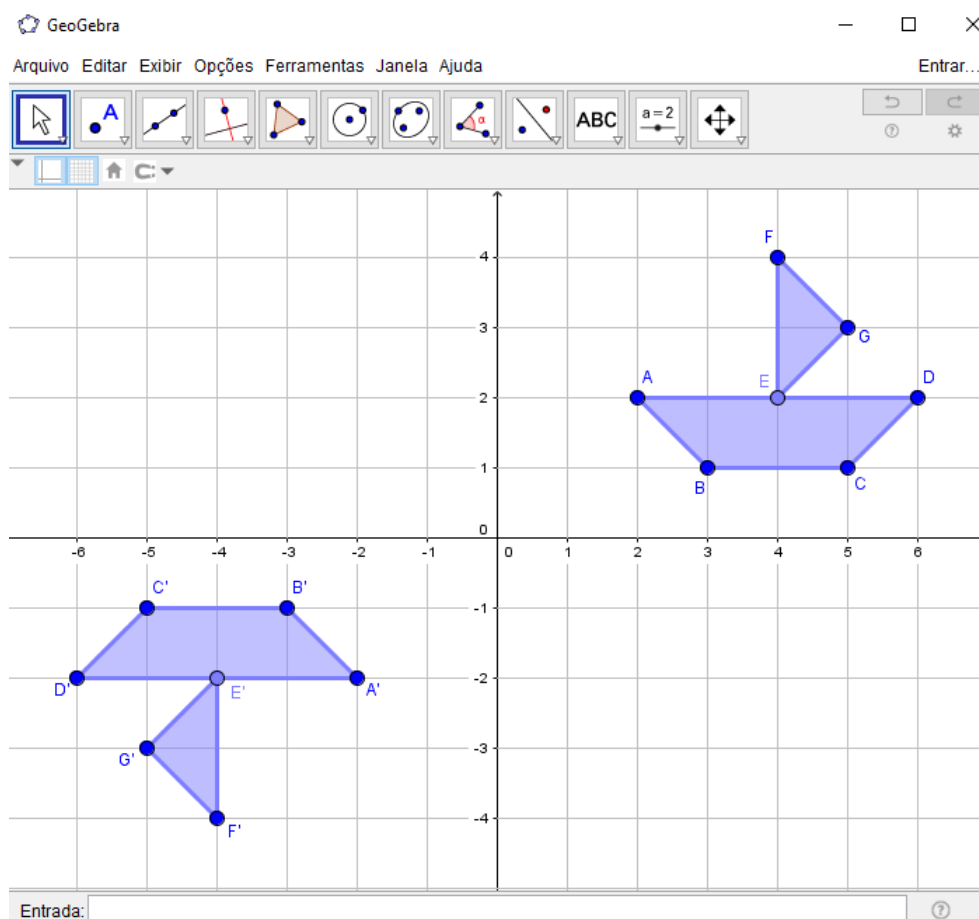 GeoGebra
Arquivo Editar Exibir Opções Ferramentas Janela Ajuda Entrar...
A α ABC a = 2
F
4
3
G
A E D
2
1
B C
0
-6 -5 -4 -3 -2 -1 0 1 2 3 4 5 6
C' B'
-1
D' E' A' -2
G' -3
F' -4
Entrada: